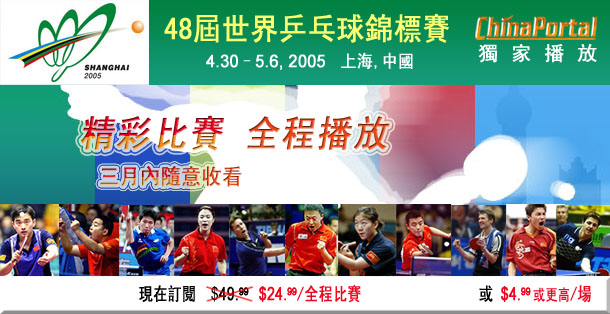 SHANGHAI
2005
48屆世界乒乓球錦標賽
4.30 - 5.6, 2005 上海, 中國
ChinaPortal
獨家播放
精彩比賽 全程播放
三月內隨意收看
現在訂閱 $49.99 $24.99/全程比賽 或 $4.99 或更高/場